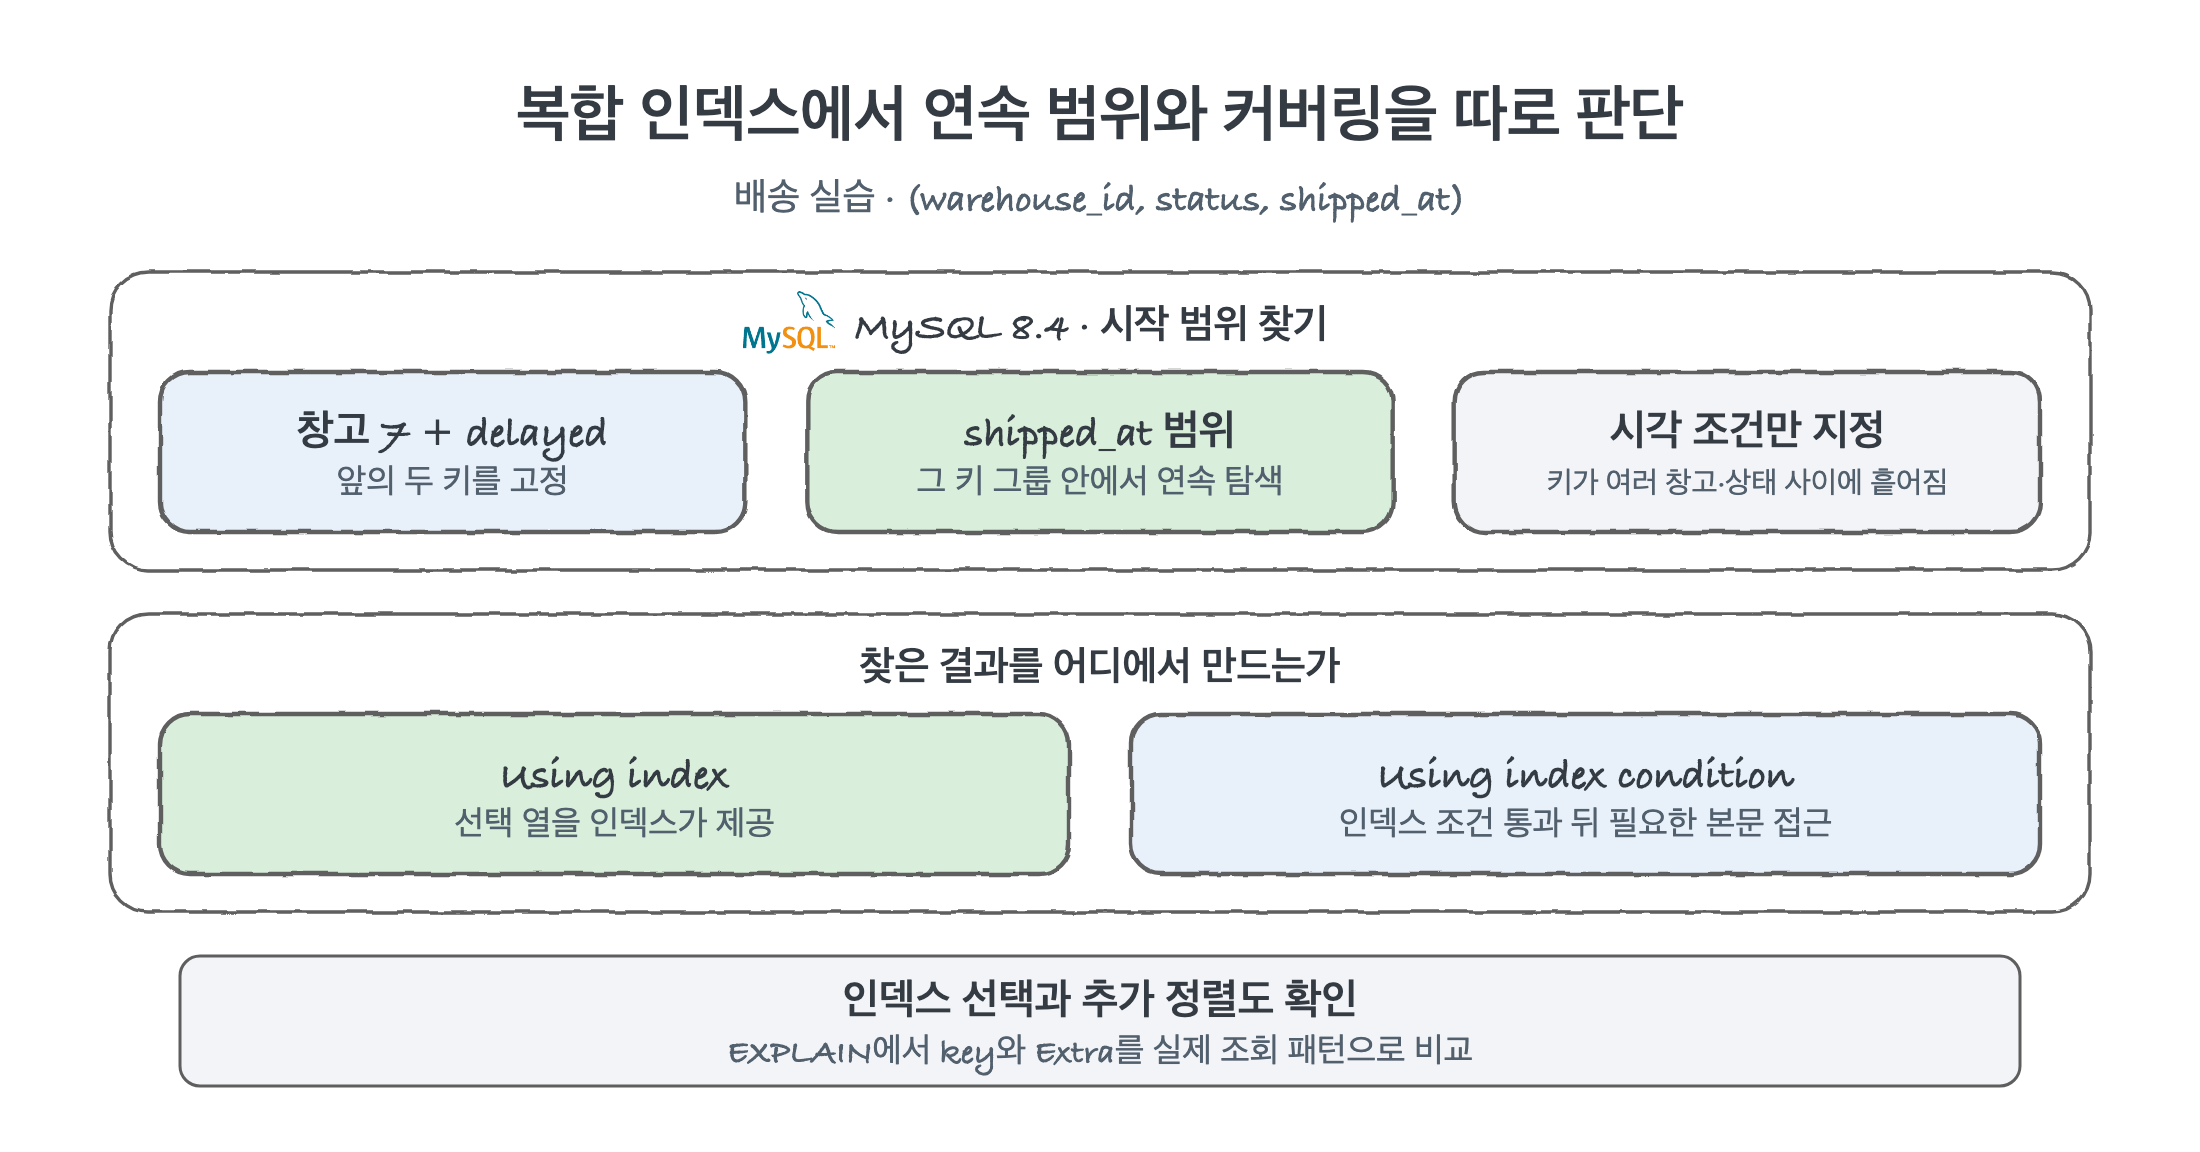 복합 인덱스에서 연속 범위와 커버링을 따로 판단
배송 실습 · (warehouse_id, status, shipped_at)
MySQL™ MySQL 8.4 · 시작 범위 찾기
창고 7 + delayed
앞의 두 키를 고정
shipped_at 범위
그 키 그룹 안에서 연속 탐색
시각 조건만 지정
키가 여러 창고·상태 사이에 흩어짐
찾은 결과를 어디에서 만드는가
Using index
선택 열을 인덱스가 제공
Using index condition
인덱스 조건 통과 뒤 필요한 본문 접근
인덱스 선택과 추가 정렬도 확인
EXPLAIN에서 key와 Extra를 실제 조회 패턴으로 비교